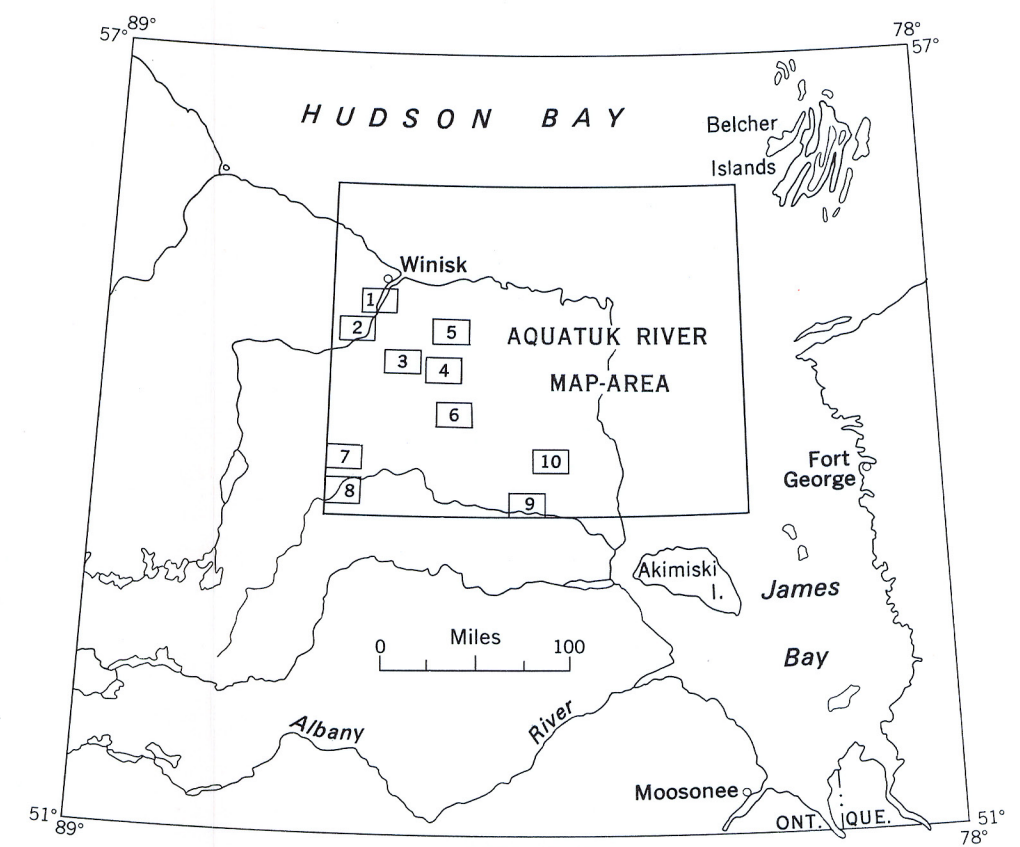 89°
57°
78°
57°
HUDSON BAY
Belcher
Islands
Winisk
1
2
5
AQUATUK RIVER
3
4
MAP-AREA
6
7
10
Fort
George
8
9
Akimiski
I.
James
Miles
0 100
Bay
Albany
River
Moosonee
ONT. QUE.
51°
89°
51°
78°